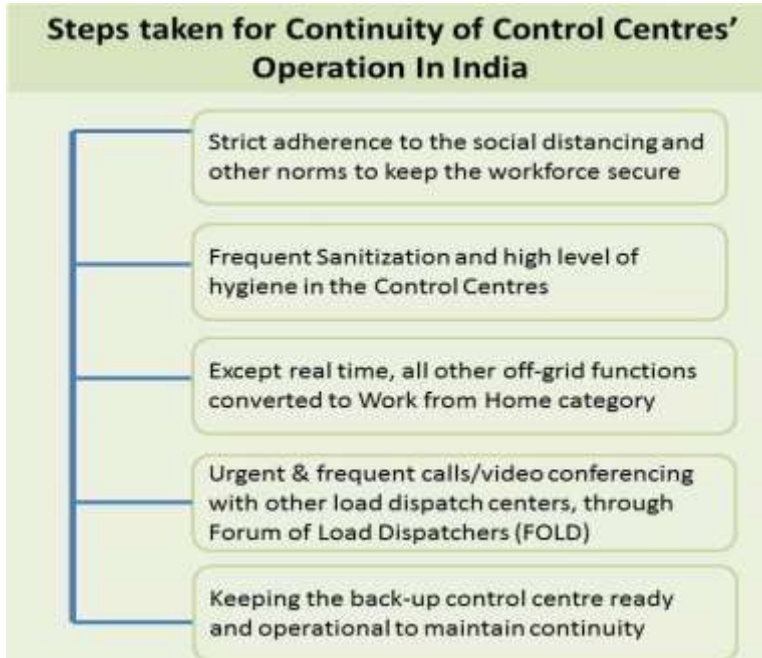 Steps taken for Continuity of Control Centres'
Operation In India
Strict adherence to the social distancing and
other norms to keep the workforce secure
Frequent Sanitization and high level of
hygiene in the Control Centres
Except real time, all other off-grid functions
converted to Work from Home category
Urgent & frequent calls/video conferencing
with other load dispatch centers, through
Forum of Load Dispatchers (FOLD)
Keeping the back-up control centre ready
and operational to maintain continuity